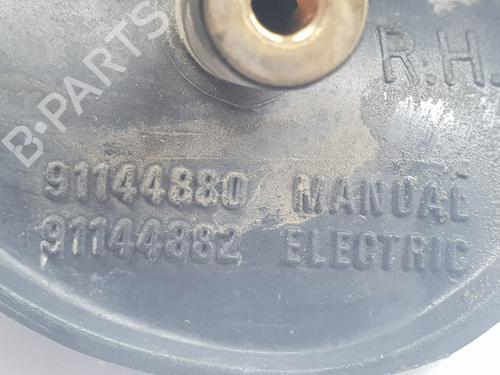 B-PARTS
R.H.
91144880 MANUAL
91144882 ELECTRIC